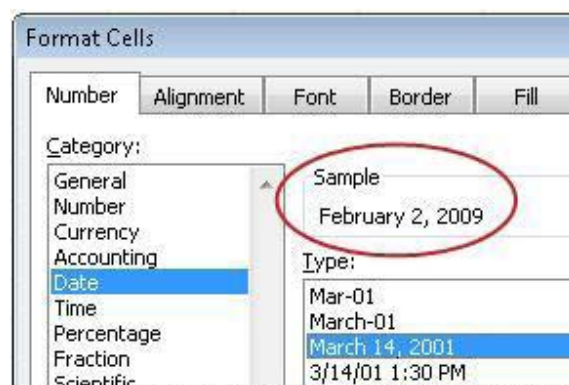 Format Cells
Number Alignment Font Border Fill
Category:
General
Number
Currency
Accounting
Date
Time
Percentage
Fraction
Scientific
Sample
February 2, 2009
Type:
Mar-01
March-01
March 14, 2001
3/14/01 1:30 PM